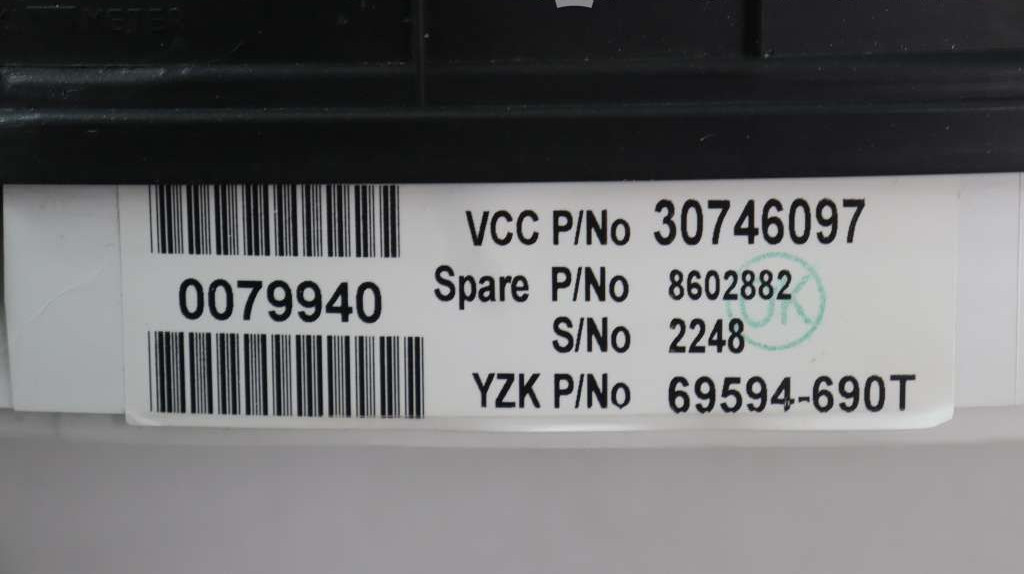 VCC P/No 30746097
0079940
Spare P/No 8602882
OK
S/No 2248
YZK P/No 69594-690T